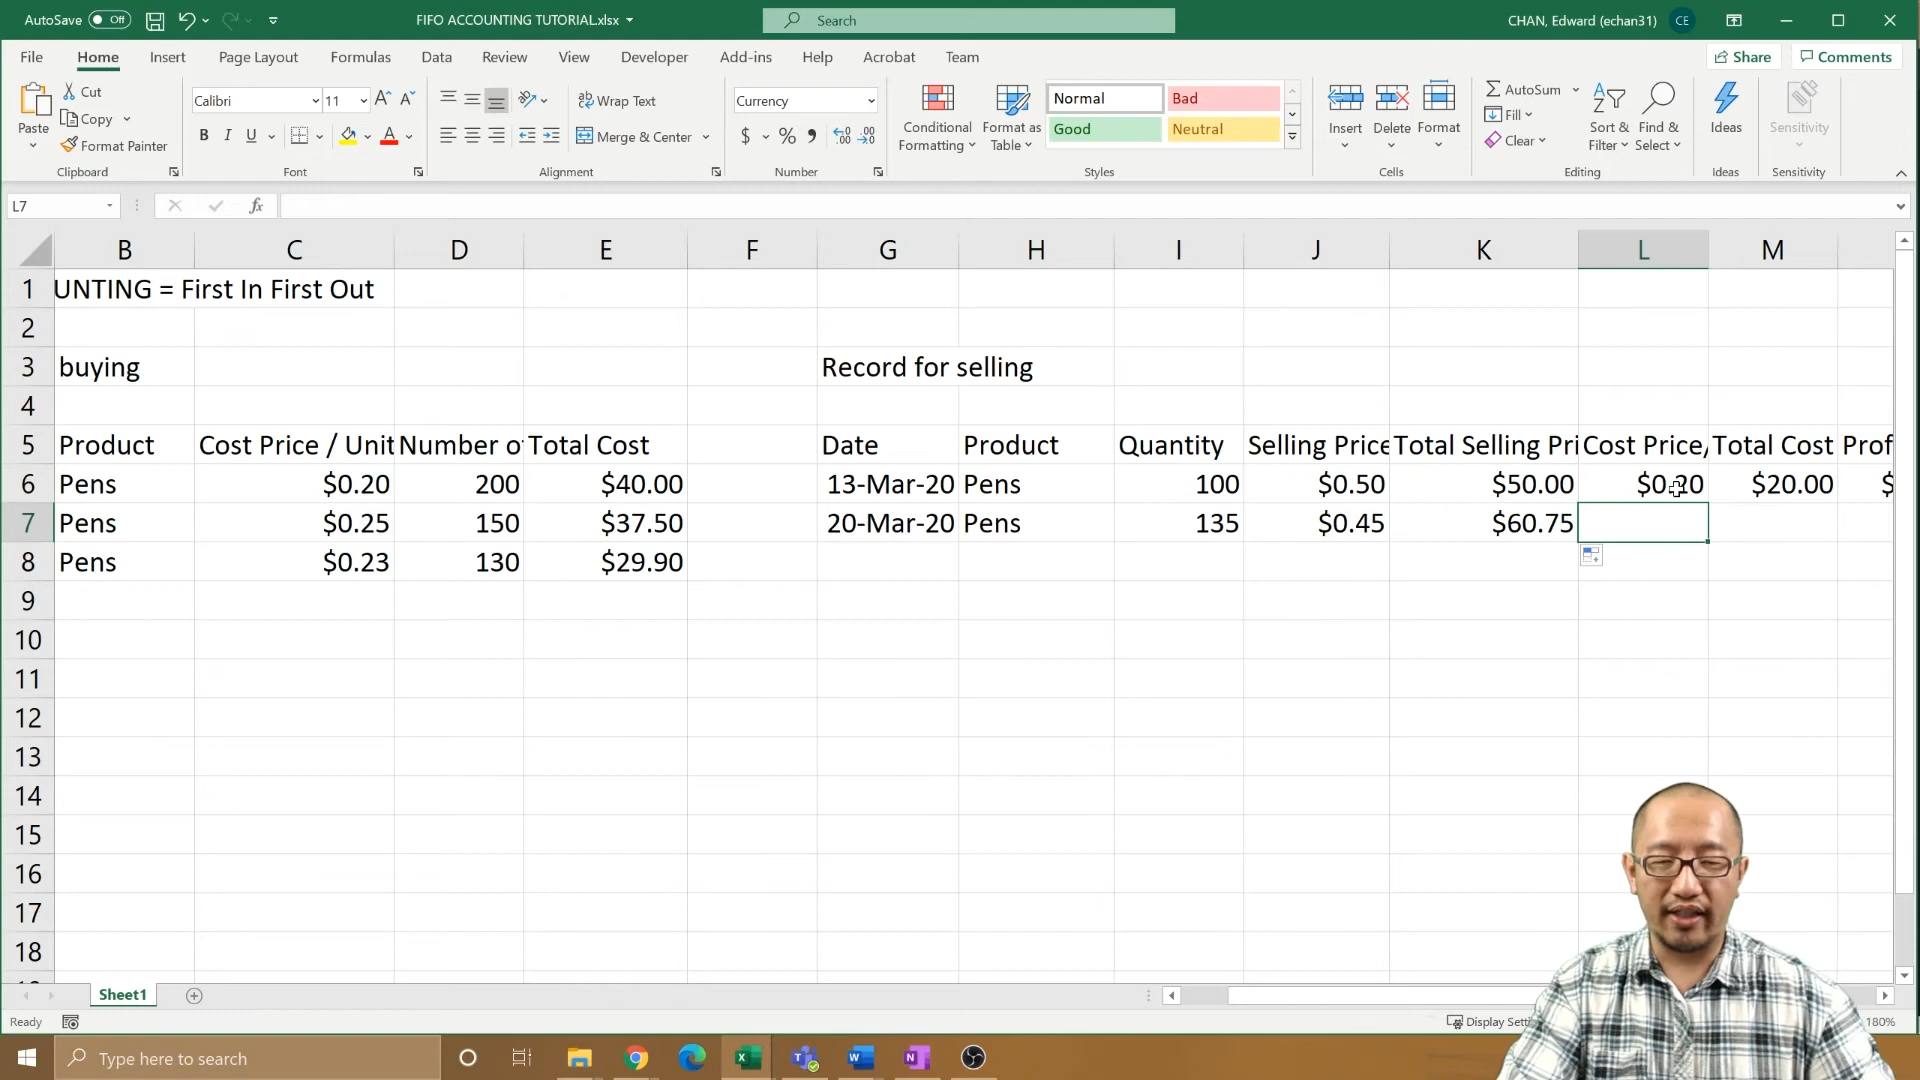 AutoSave Off FIFO ACCOUNTING TUTORIAL.xlsx Search CHAN, Edward (echan31) CE
File Home Insert Page Layout Formulas Data Review View Developer Add-ins Help Acrobat Team Share Comments
Paste Cut Copy Format Painter Clipboard
Calibri 11 B I U Font
Wrap Text Merge & Center Alignment
Currency $ % Number
Conditional Formatting Format as Table Normal Bad Good Neutral Styles
Insert Delete Format Cells
AutoSum Fill Clear Sort & Filter Find & Select Editing
Ideas Ideas
Sensitivity Sensitivity
L7 fx
B C D E F G H I J K L M
1 UNTING = First In First Out
2
3 buying Record for selling
4
5 Product Cost Price / Unit Number o Total Cost Date Product Quantity Selling Price Total Selling Pri Cost Price/ Total Cost Prof
6 Pens $0.20 200 $40.00 13-Mar-20 Pens 100 $0.50 $50.00 $0.20 $20.00 $
7 Pens $0.25 150 $37.50 20-Mar-20 Pens 135 $0.45 $60.75
8 Pens $0.23 130 $29.90
9
10
11
12
13
14
15
16
17
18
Sheet1
Ready Display Setti 180%
Type here to search